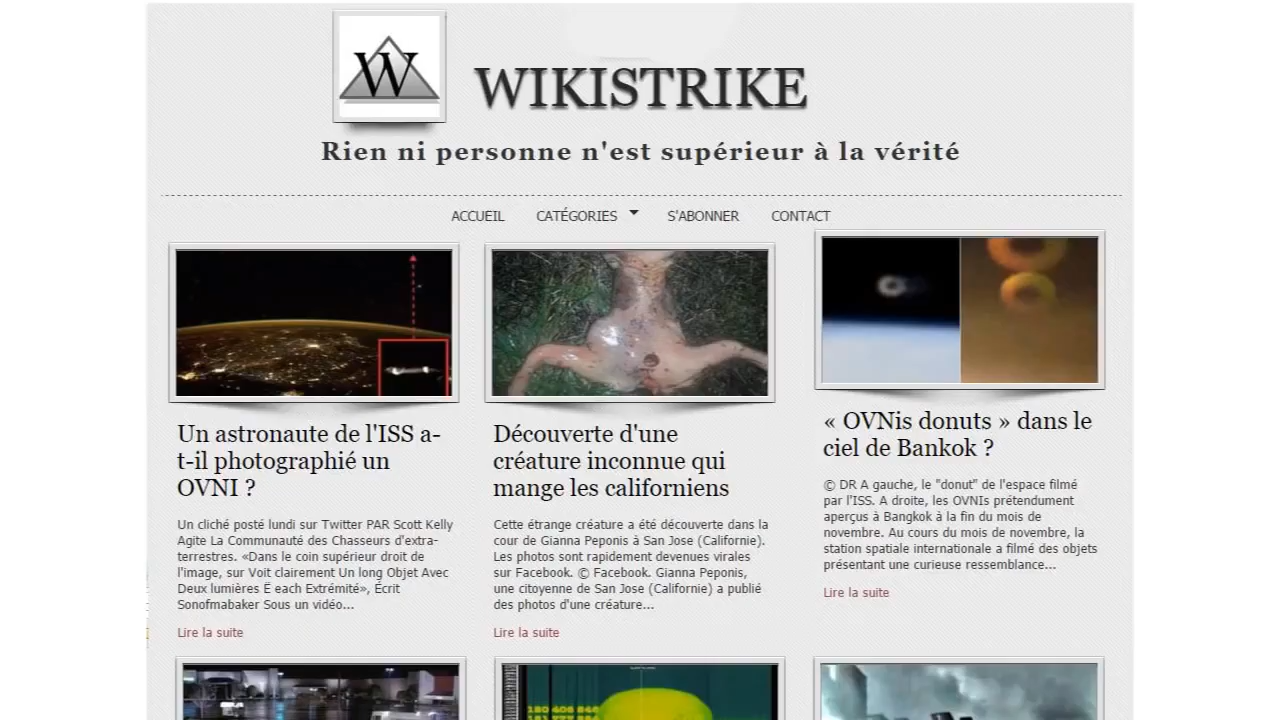 W
WIKISTRIKE
Rien ni personne n'est supérieur à la vérité
ACCUEIL CATÉGORIES S'ABONNER CONTACT
Un astronaute de l'ISS a-
t-il photographié un
OVNI ?
Un cliché posté lundi sur Twitter PAR Scott Kelly
Agite La Communauté des Chasseurs d'extra-
terrestres. «Dans le coin supérieur droit de
l'image, sur Voit clairement Un long Objet Avec
Deux lumières Ë each Extrémité», Écrit
Sonofmabaker Sous un vidéo...
Lire la suite
Découverte d'une
créature inconnue qui
mange les californiens
Cette étrange créature a été découverte dans la
cour de Gianna Peponis à San Jose (Californie).
Les photos sont rapidement devenues virales
sur Facebook. © Facebook. Gianna Peponis,
une citoyenne de San Jose (Californie) a publié
des photos d'une créature...
Lire la suite
« OVNis donuts » dans le
ciel de Bankok ?
© DR A gauche, le "donut" de l'espace filmé
par l'ISS. A droite, les OVNIs prétendument
aperçus à Bangkok à la fin du mois de
novembre. Au cours du mois de novembre, la
station spatiale internationale a filmé des objets
présentant une curieuse ressemblance...
Lire la suite